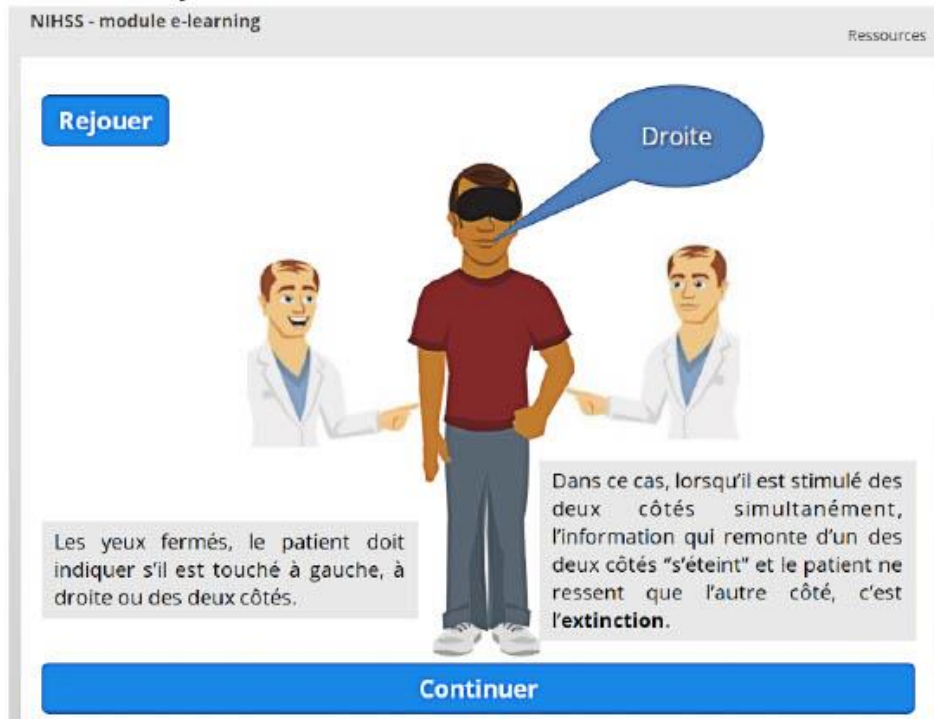 NIHSS - module e-learning
Ressources
Rejouer
Droite
Les yeux fermés, le patient doit
indiquer s'il est touché à gauche, à
droite ou des deux côtés.
Dans ce cas, lorsqu'il est stimulé des
deux côtés simultanément,
l'information qui remonte d'un des
deux côtés "s'éteint" et le patient ne
ressent que l'autre côté, c'est
l'extinction.
Continuer